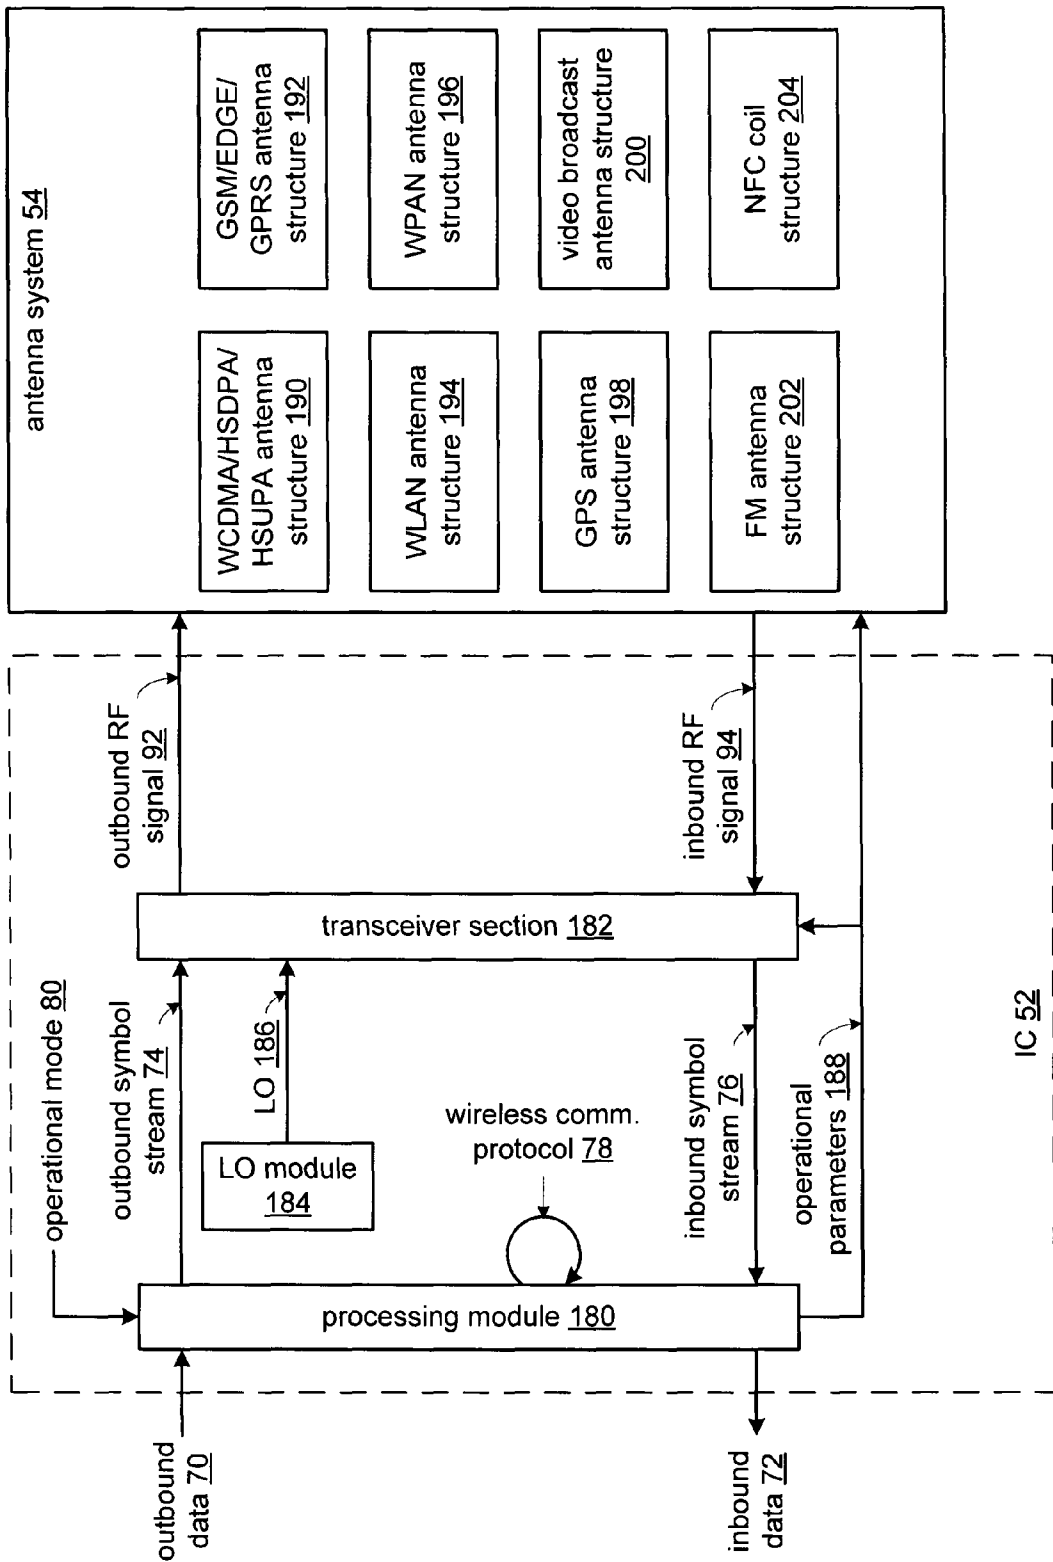 antenna system 54
WCDMA/HSDPA/
HSUPA antenna
structure 190
GSM/EDGE/
GPRS antenna
structure 192
WLAN antenna
structure 194
WPAN antenna
structure 196
GPS antenna
structure 198
video broadcast
antenna structure
200
FM antenna
structure 202
NFC coil
structure 204
outbound RF
signal 92
inbound RF
signal 94
transceiver section 182
operational mode 80
outbound symbol
stream 74
LO 186
LO module
184
wireless comm.
protocol 78
inbound symbol
stream 76
operational
parameters 188
IC 52
processing module 180
outbound
data 70
inbound
data 72